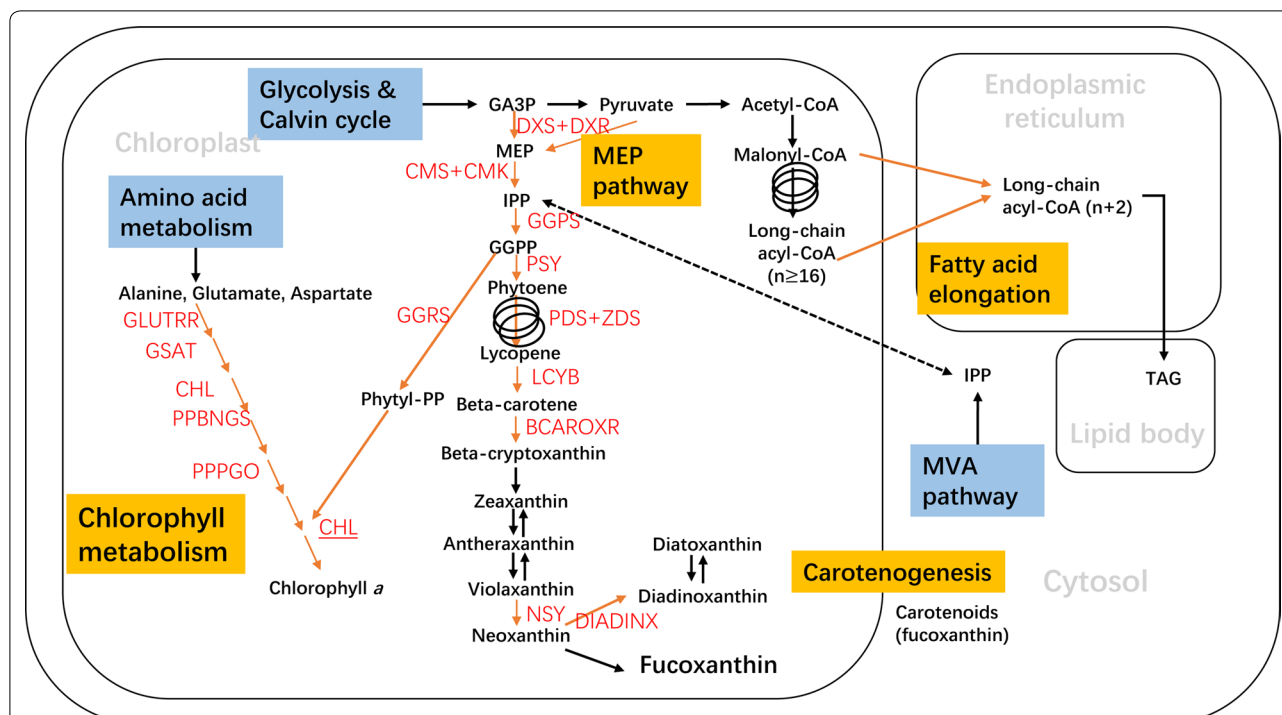 Glycolysis &
Calvin cycle
GA3P
Pyruvate
Acetyl-CoA
Endoplasmic
reticulum
Chloroplast
DXS+DXR
MEP
MEP
pathway
Malonyl-CoA
CMS+CMK
Amino acid
metabolism
IPP
GGPS
Long-chain
acyl-CoA (n+2)
Long-chain
acyl-CoA
(n≥16)
GGPP
PSY
Fatty acid
elongation
Alanine, Glutamate, Aspartate
Phytoene
GLUTRR
GGRS
PDS+ZDS
GSAT
Lycopene
LCYB
IPP
TAG
CHL
PPBNGS
Phytyl-PP
Beta-carotene
BCAROXR
Lipid body
Beta-cryptoxanthin
PPPGO
MVA
pathway
Zeaxanthin
Chlorophyll
metabolism
CHL
Antheraxanthin
Diatoxanthin
Carotenogenesis
Cytosol
Chlorophyll a
Violaxanthin
Diadinoxanthin
NSY
DIADINX
Carotenoids
(fucoxanthin)
Neoxanthin
Fucoxanthin